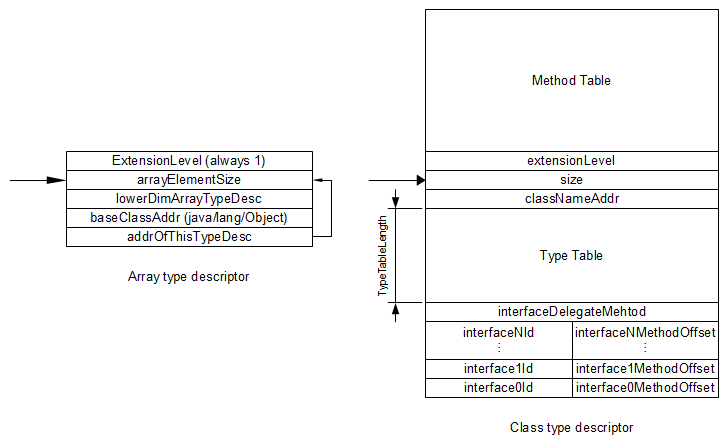 ExtensionLevel (always 1)
arrayElementSize
lowerDimArrayTypeDesc
baseClassAddr (java/lang/Object)
addrOfThisTypeDesc
Array type descriptor
Method Table
extensionLevel
size
classNameAddr
TypeTableLength
Type Table
interfaceDelegateMehtod
interfaceNId interfaceNMethodOffset
⋮ ⋮
interface1Id interface1MethodOffset
interface0Id interface0MethodOffset
Class type descriptor